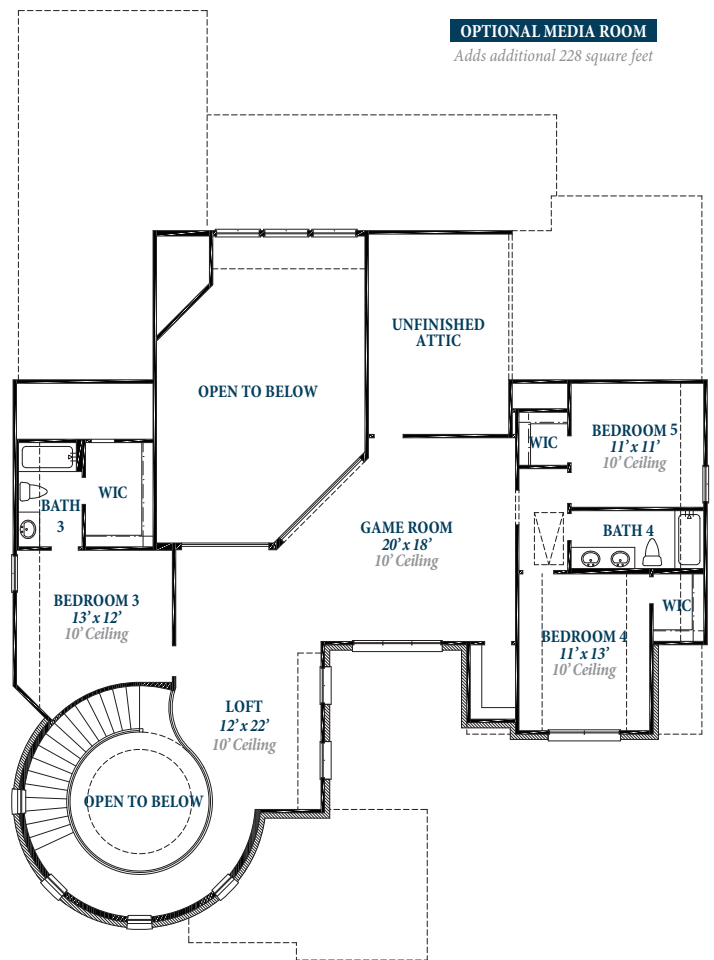 OPTIONAL MEDIA ROOM
Adds additional 228 square feet
UNFINISHED
ATTIC
OPEN TO BELOW
WIC
BEDROOM 5
11' x 11'
10' Ceiling
BATH
3
WIC
GAME ROOM
20' x 18'
10' Ceiling
BATH 4
BEDROOM 3
13' x 12'
10' Ceiling
WIC
BEDROOM 4
11' x 13'
10' Ceiling
LOFT
12' x 22'
10' Ceiling
OPEN TO BELOW